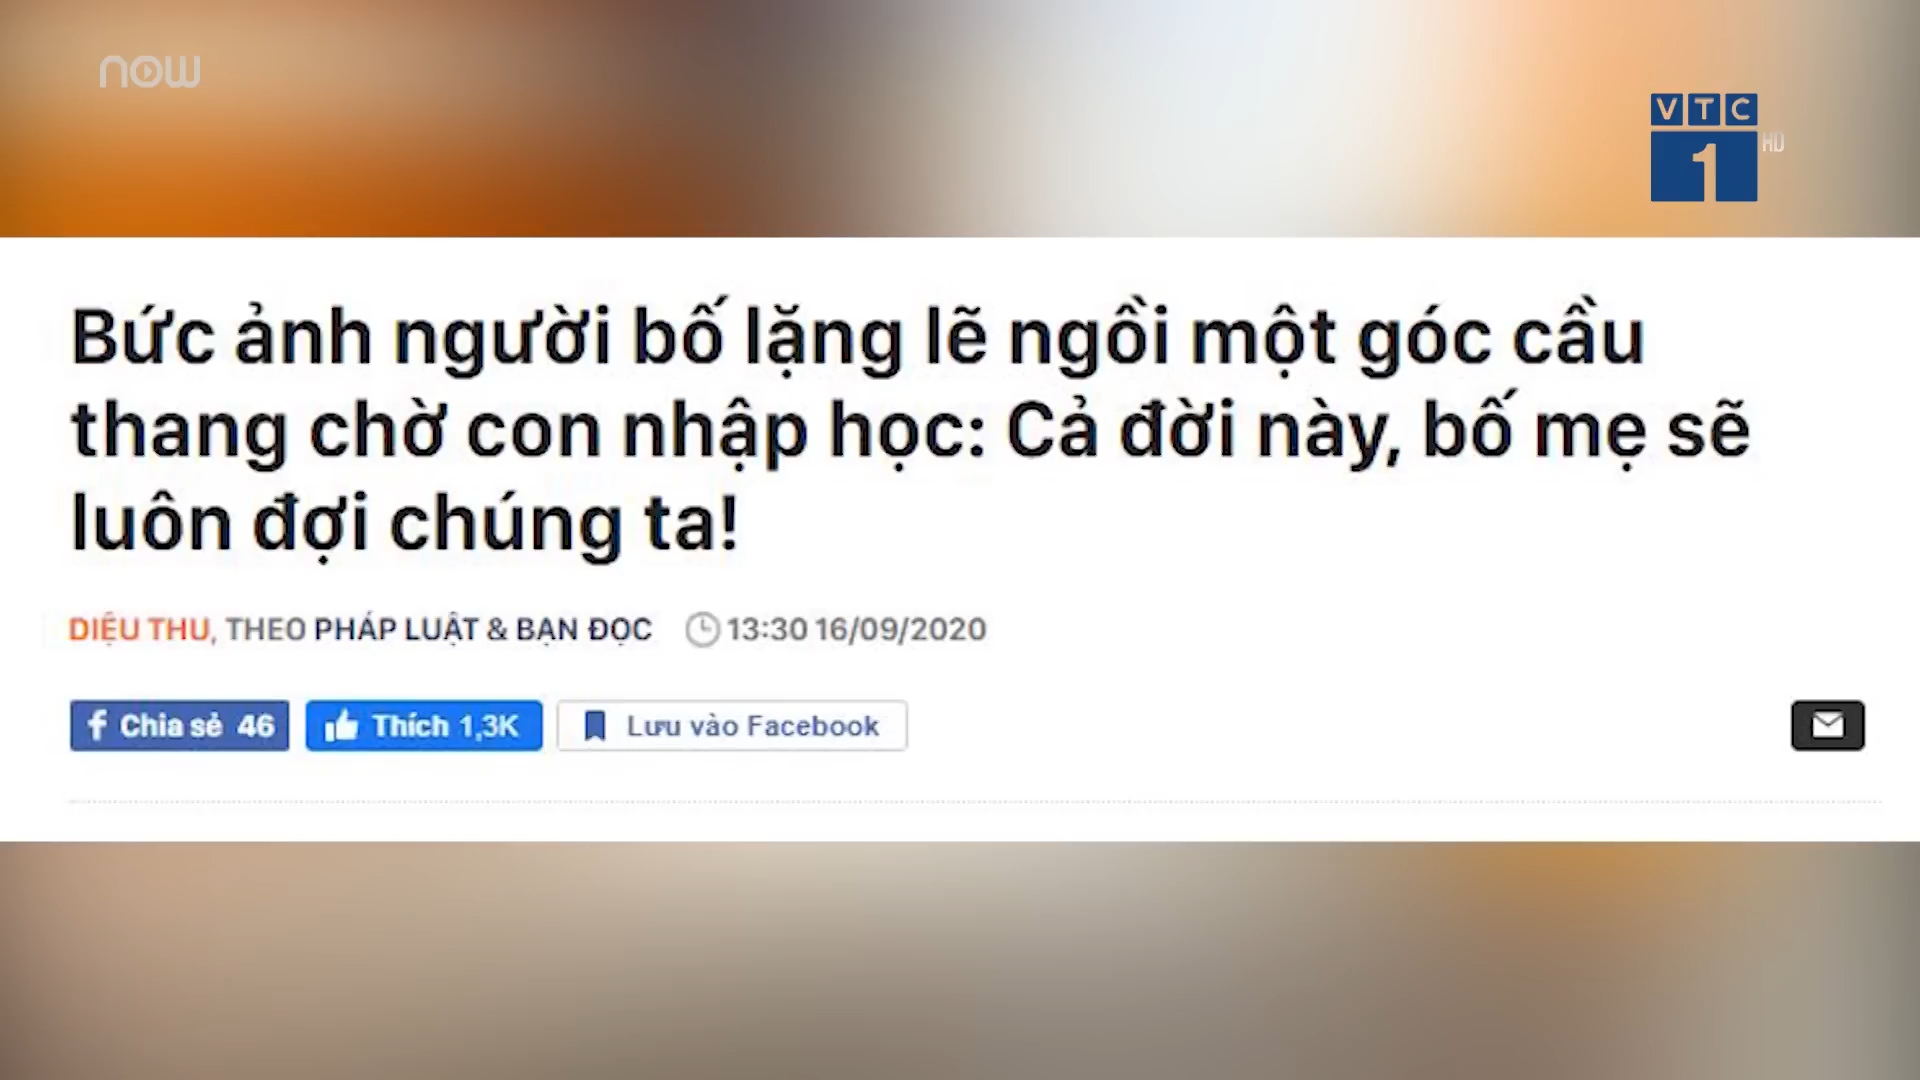 now
VTC
1 HD
Bức ảnh người bố lặng lẽ ngồi một góc cầu
thang chờ con nhập học: Cả đời này, bố mẹ sẽ
luôn đợi chúng ta!
DIỆU THU, THEO PHÁP LUẬT & BẠN ĐỌC 13:30 16/09/2020
f Chia sẻ 46 Thích 1,3K Lưu vào Facebook